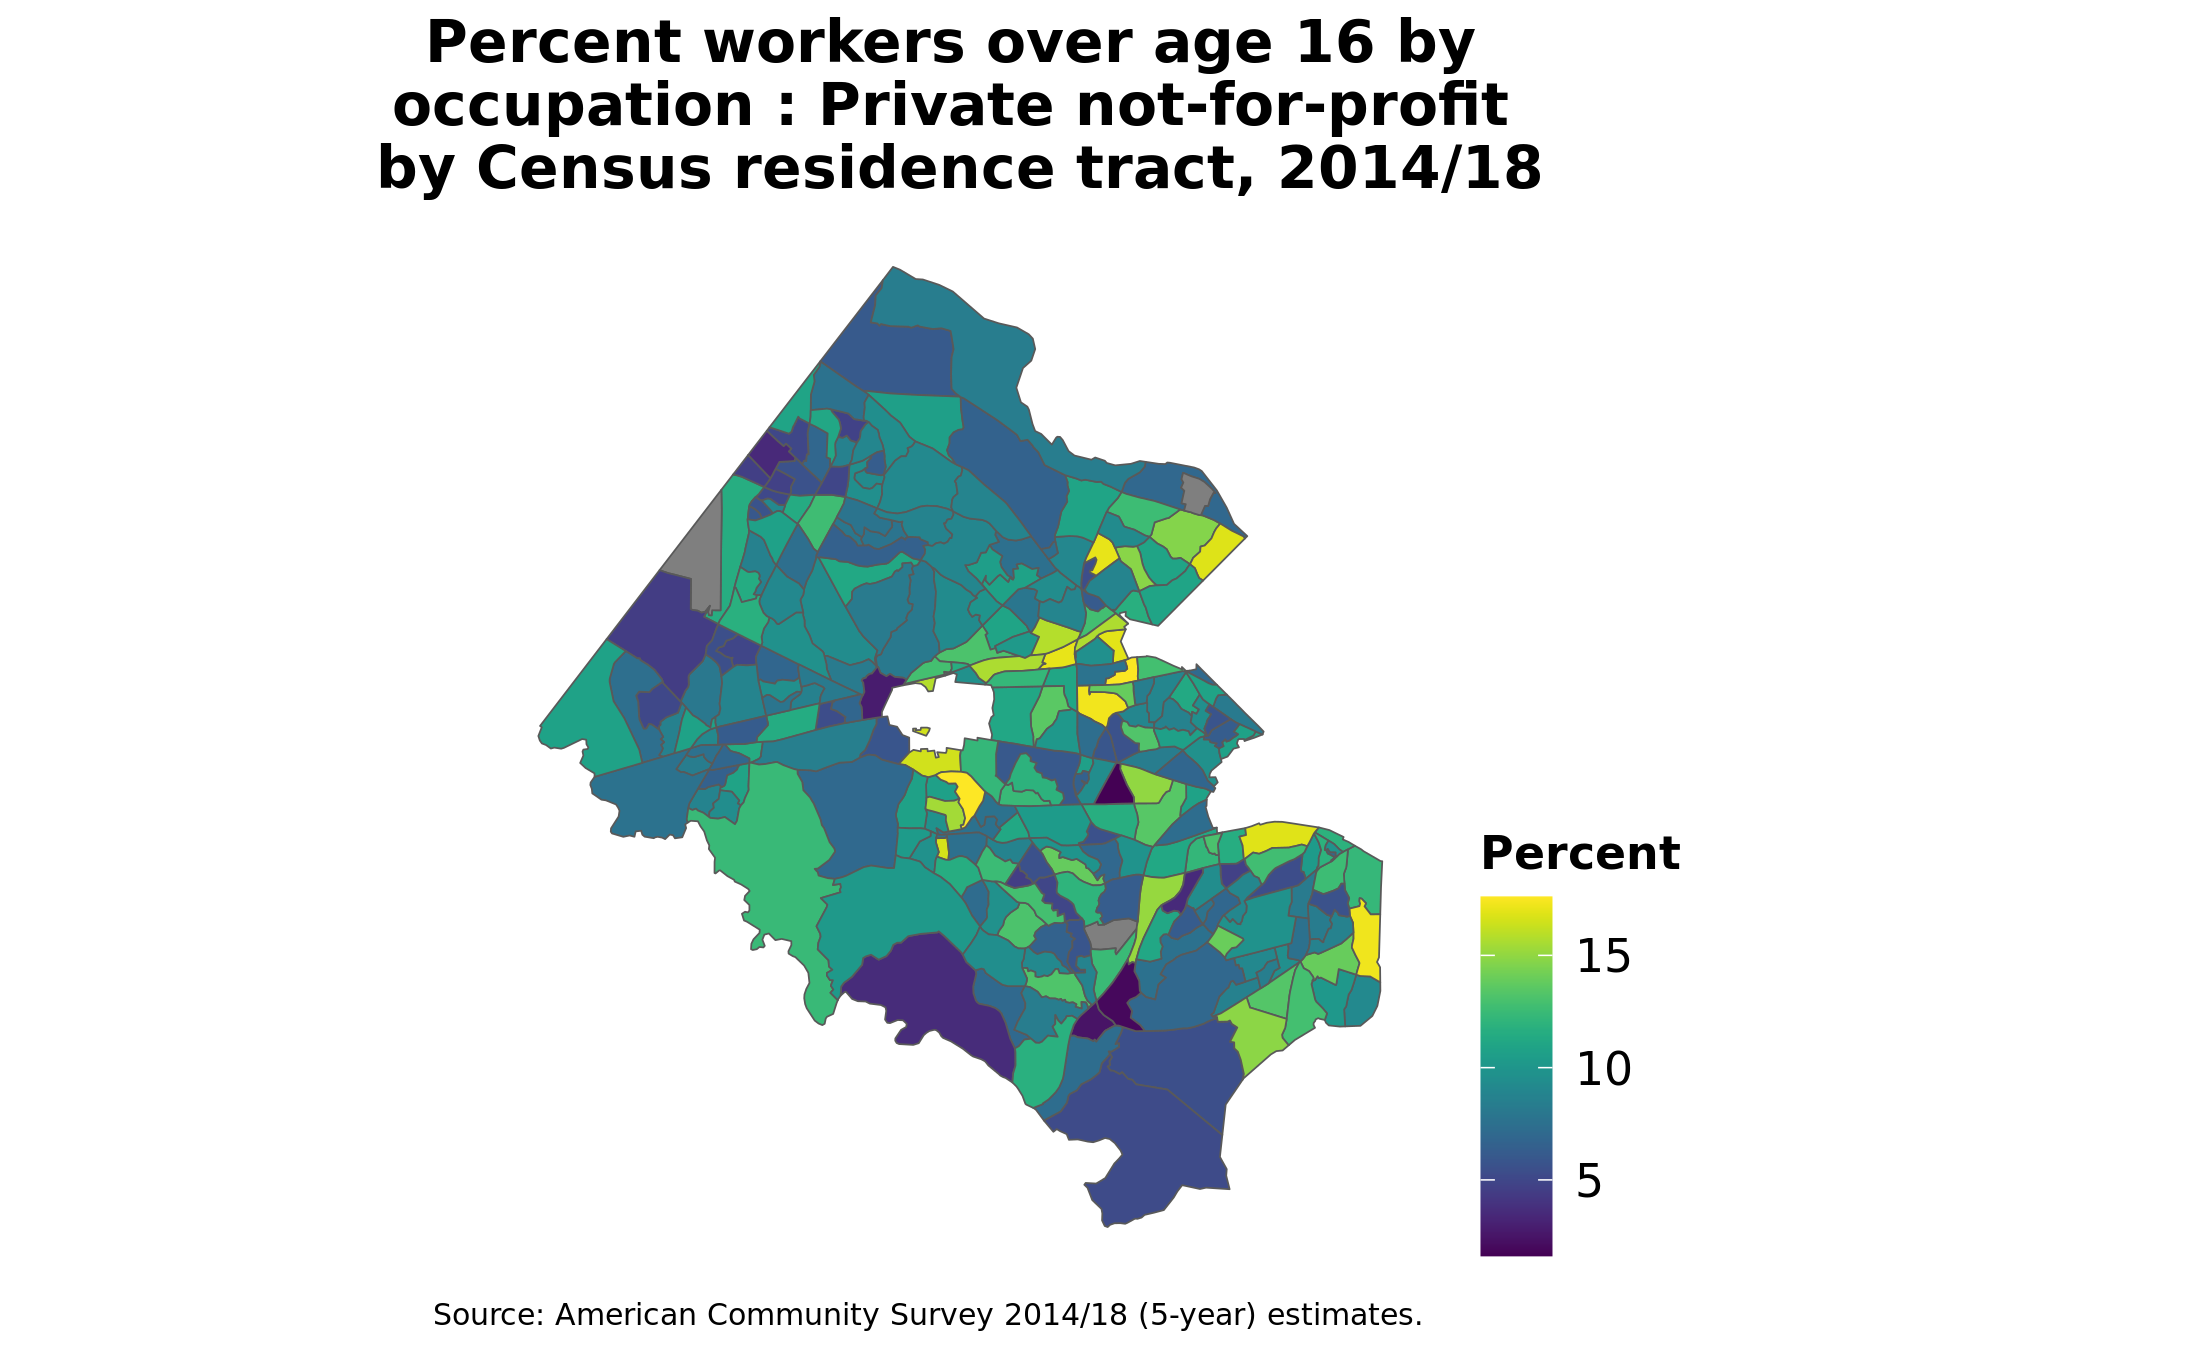 Percent workers over age 16 by
occupation : Private not-for-profit
by Census residence tract, 2014/18
Percent
15
10
5
Source: American Community Survey 2014/18 (5-year) estimates.